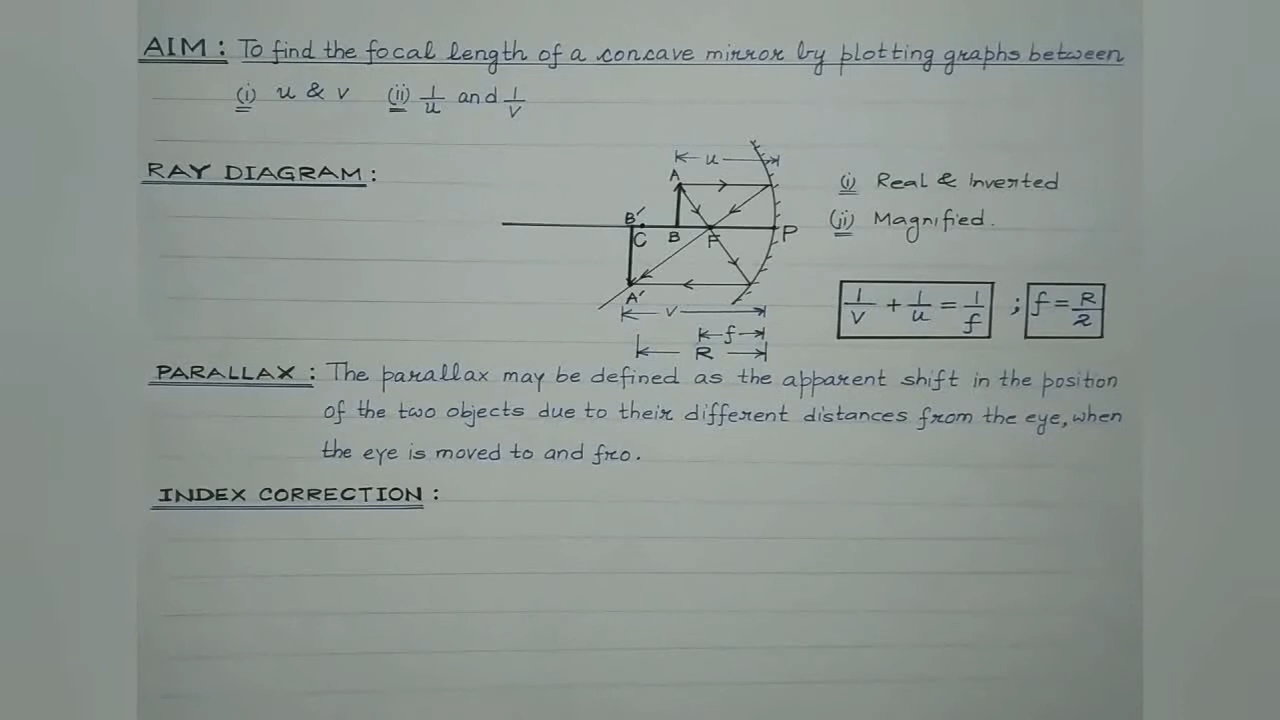 AIM : To find the focal length of a concave mirror by plotting graphs between
(i) u & v (ii) 1/u and 1/v
RAY DIAGRAM :
u
A
B′
C
B
F
P
A′
v
f
R
(i) Real & Inverted
(ii) Magnified.
1/v + 1/u = 1/f ; f = R/2
PARALLAX : The parallax may be defined as the apparent shift in the position
of the two objects due to their different distances from the eye, when
the eye is moved to and fro.
INDEX CORRECTION :